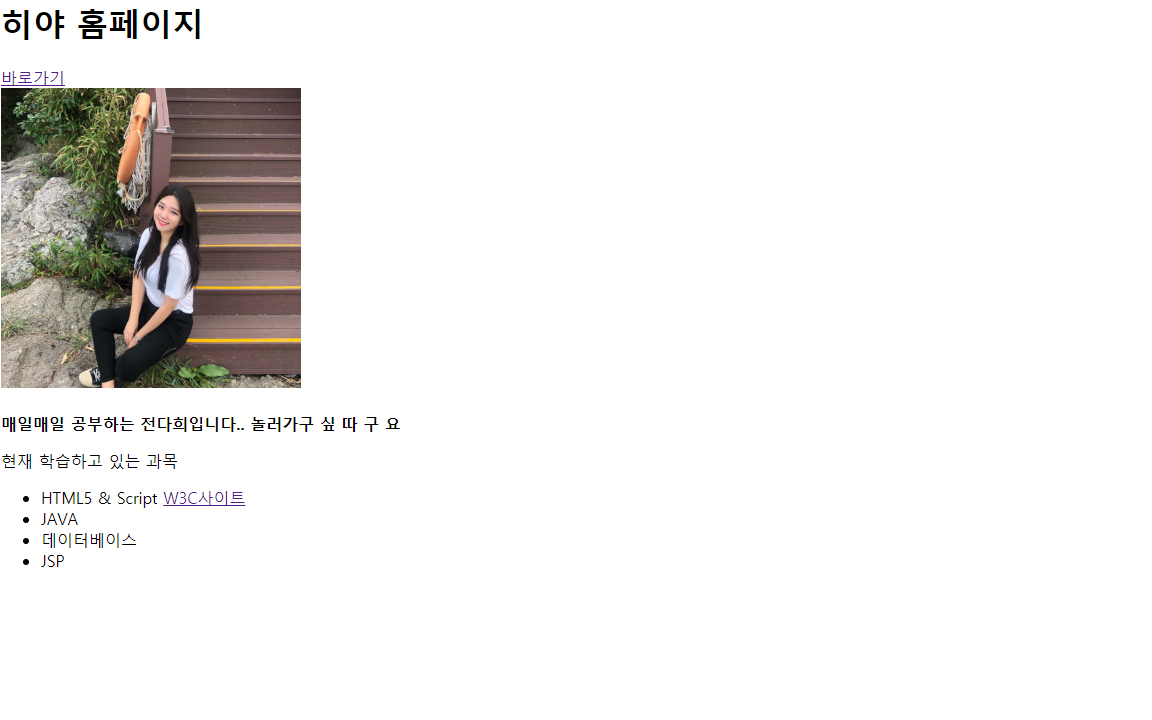 히야 홈페이지
바로가기
매일매일 공부하는 전다희입니다.. 놀러가구 싶 따 구 요
현재 학습하고 있는 과목
HTML5 & Script W3C사이트
JAVA
데이터베이스
JSP